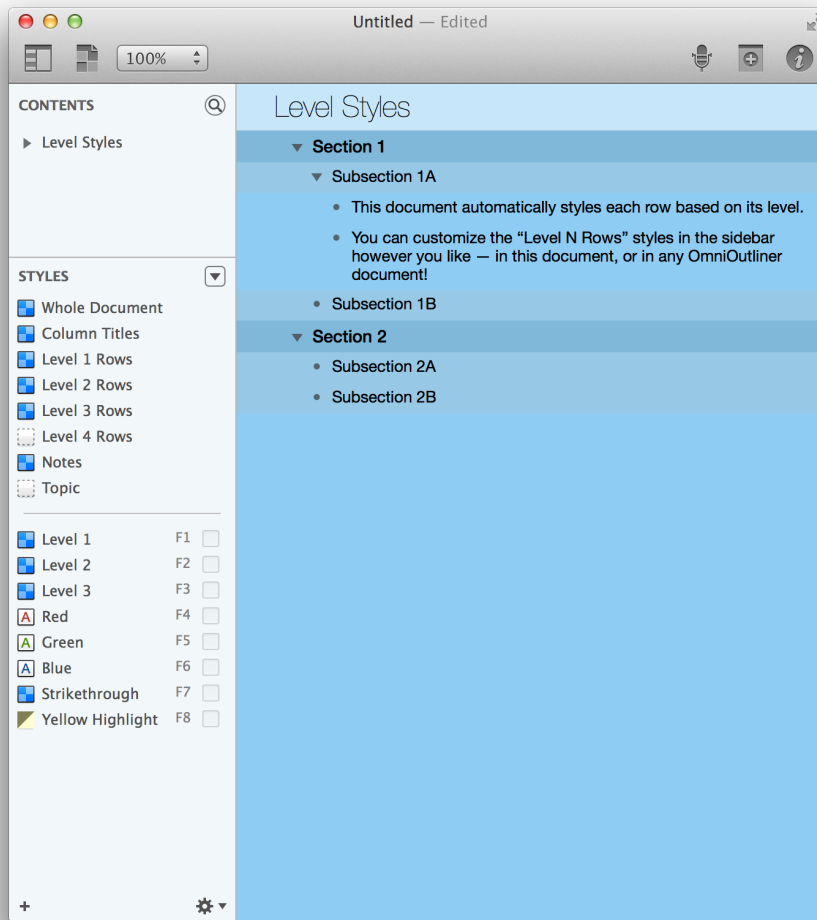 Untitled — Edited
100%
CONTENTS
Level Styles
STYLES
Whole Document
Column Titles
Level 1 Rows
Level 2 Rows
Level 3 Rows
Level 4 Rows
Notes
Topic
Level 1 F1
Level 2 F2
Level 3 F3
A Red F4
A Green F5
A Blue F6
Strikethrough F7
Yellow Highlight F8
Level Styles
Section 1
Subsection 1A
This document automatically styles each row based on its level.
You can customize the “Level N Rows” styles in the sidebar
however you like — in this document, or in any OmniOutliner
document!
Subsection 1B
Section 2
Subsection 2A
Subsection 2B